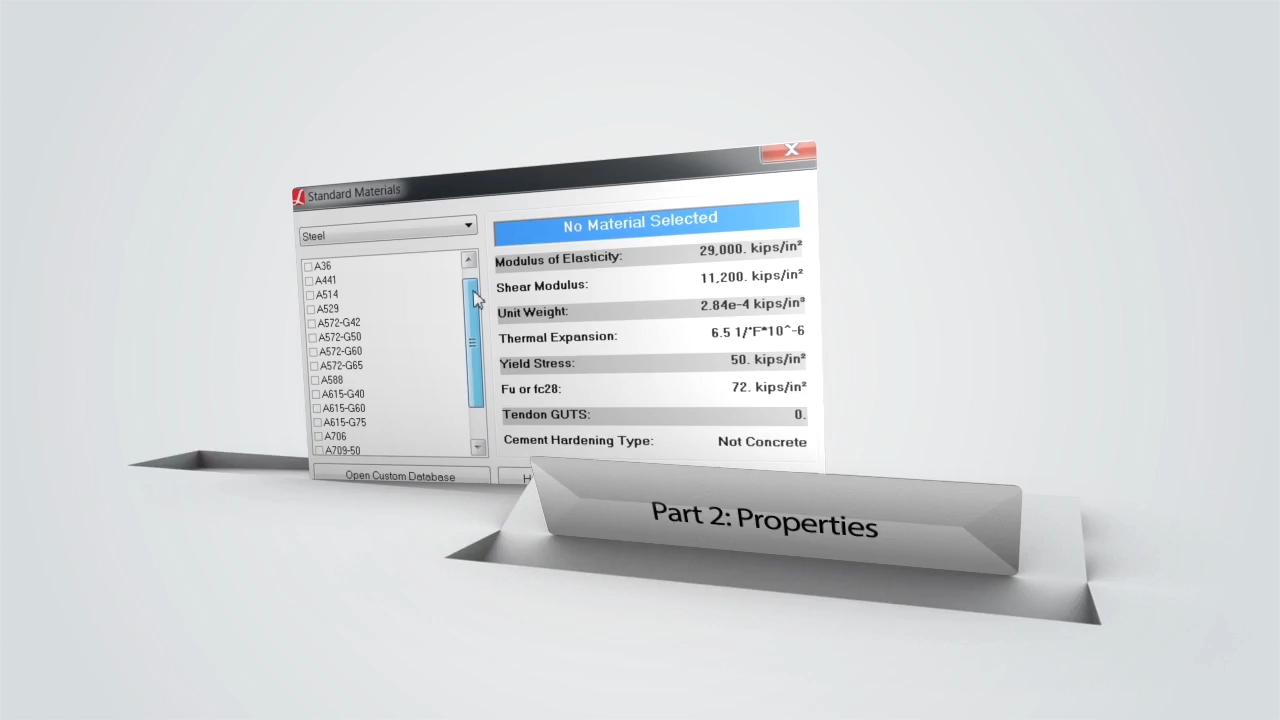 Standard Materials
Steel
A36
A441
A514
A529
A572-G42
A572-G50
A572-G60
A572-G65
A588
A615-G40
A615-G60
A615-G75
A706
A709-50
Open Custom Database
No Material Selected
Modulus of Elasticity: 29,000. kips/in²
Shear Modulus: 11,200. kips/in²
Unit Weight: 2.84e-4 kips/in³
Thermal Expansion: 6.5 1/°F*10^-6
Yield Stress: 50. kips/in²
Fu or fc28: 72. kips/in²
Tendon GUTS: 0.
Cement Hardening Type: Not Concrete
Part 2: Properties